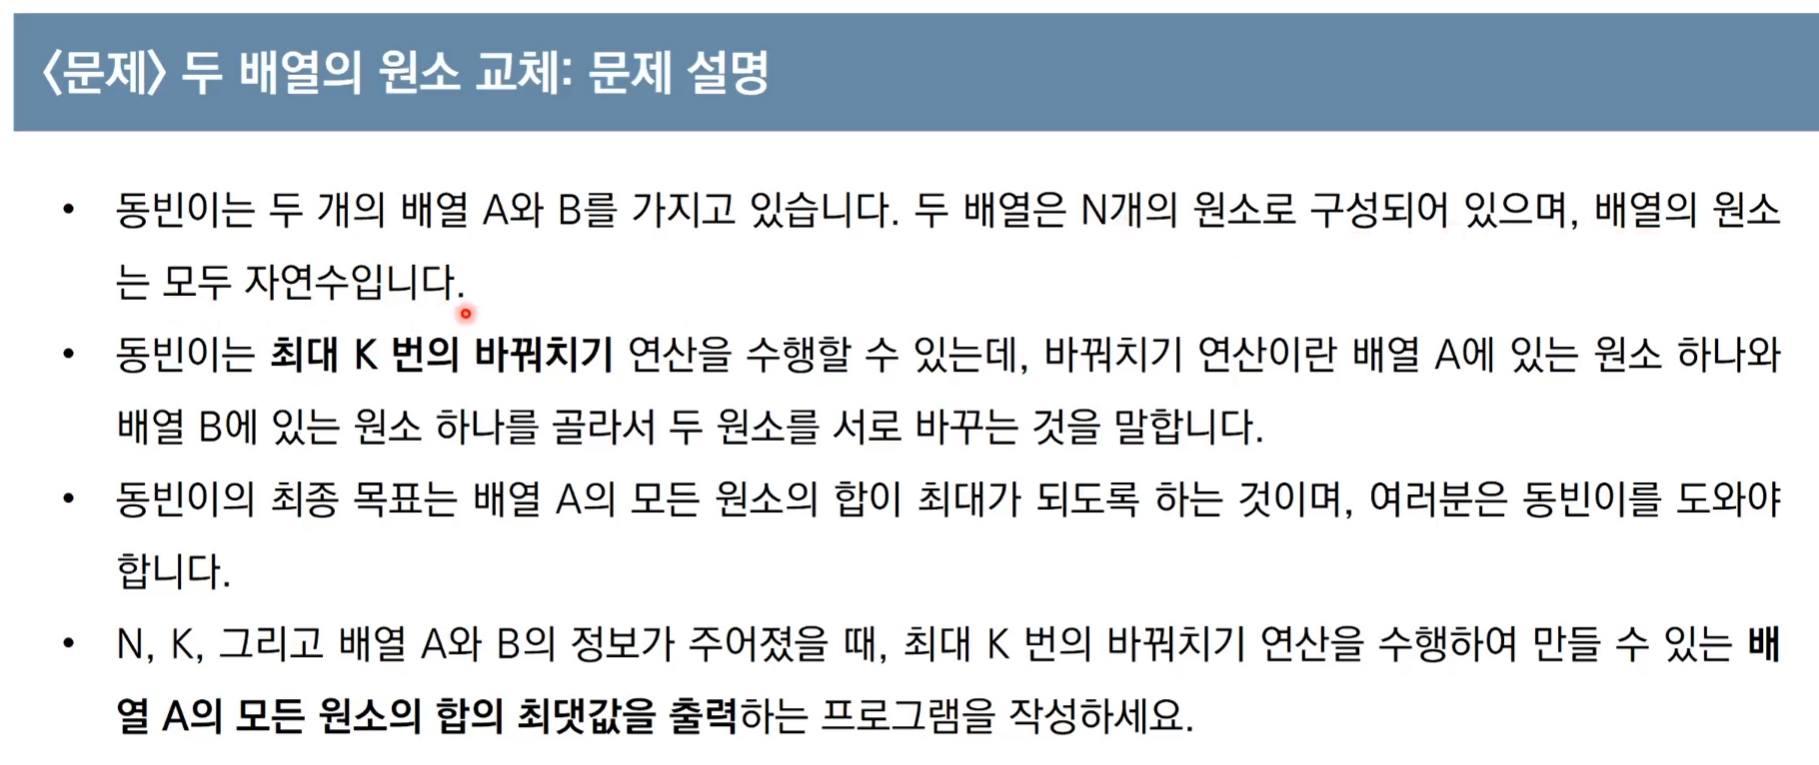 <문제> 두 배열의 원소 교체: 문제 설명
• 동빈이는 두 개의 배열 A와 B를 가지고 있습니다. 두 배열은 N개의 원소로 구성되어 있으며, 배열의 원소
는 모두 자연수입니다.
• 동빈이는 최대 K 번의 바꿔치기 연산을 수행할 수 있는데, 바꿔치기 연산이란 배열 A에 있는 원소 하나와
배열 B에 있는 원소 하나를 골라서 두 원소를 서로 바꾸는 것을 말합니다.
• 동빈이의 최종 목표는 배열 A의 모든 원소의 합이 최대가 되도록 하는 것이며, 여러분은 동빈이를 도와야
합니다.
• N, K, 그리고 배열 A와 B의 정보가 주어졌을 때, 최대 K 번의 바꿔치기 연산을 수행하여 만들 수 있는 배
열 A의 모든 원소의 합의 최댓값을 출력하는 프로그램을 작성하세요.